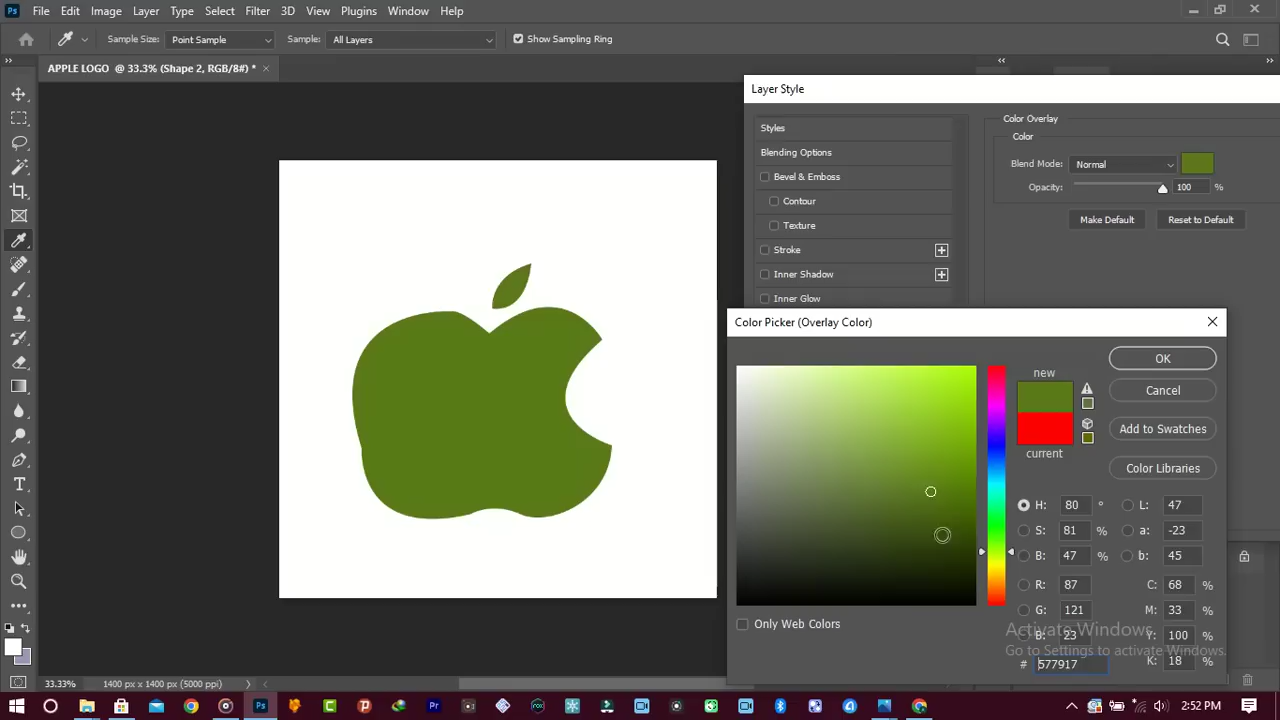 Ps File Edit Image Layer Type Select Filter 3D View Plugins Window Help
Sample Size: Point Sample Sample: All Layers Show Sampling Ring
APPLE LOGO @ 33.3% (Shape 2, RGB/8#) * ×
Layer Style
Styles
Blending Options
Bevel & Emboss
Contour
Texture
Stroke
Inner Shadow
Inner Glow
Color Overlay
Color
Blend Mode: Normal
Opacity: 100 %
Make Default Reset to Default
Color Picker (Overlay Color)
new
current
OK
Cancel
Add to Swatches
Color Libraries
H: 80 ° L: 47
S: 81 % a: -23
B: 47 % b: 45
R: 87 C: 68 %
G: 121 M: 33 %
B: 23 Y: 100 %
# 577917 K: 18 %
Only Web Colors
Activate Windows
Go to Settings to activate Windows.
33.33% 1400 px x 1400 px (5000 ppi)
Ps Pr 2:52 PM